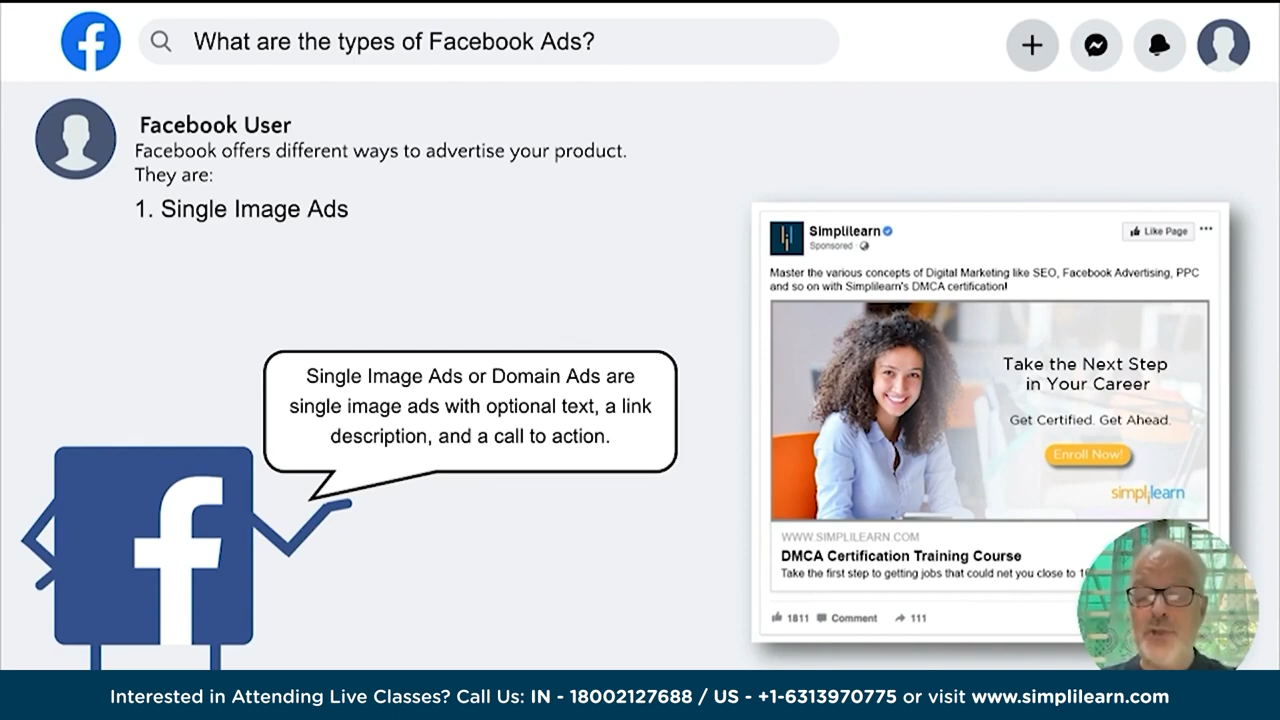 What are the types of Facebook Ads?
Facebook User
Facebook offers different ways to advertise your product.
They are:
1. Single Image Ads
Single Image Ads or Domain Ads are
single image ads with optional text, a link
description, and a call to action.
Simplilearn
Sponsored
Like Page
Master the various concepts of Digital Marketing like SEO, Facebook Advertising, PPC
and so on with Simplilearn's DMCA certification!
Take the Next Step
in Your Career
Get Certified. Get Ahead.
Enroll Now!
simplilearn
WWW.SIMPLILEARN.COM
DMCA Certification Training Course
Take the first step to getting jobs that could net you close to
1811 Comment 111
Interested in Attending Live Classes? Call Us: IN - 18002127688 / US - +1-6313970775 or visit www.simplilearn.com